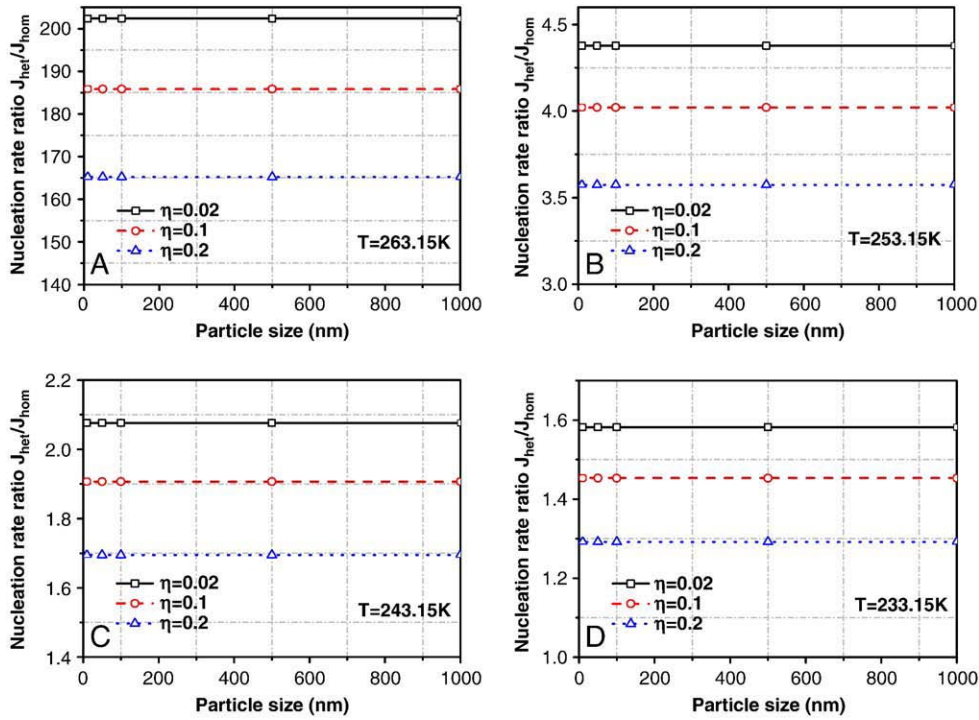 Nucleation rate ratio J_het/J_hom
200
190
180
170
160
150
140
η=0.02
η=0.1
η=0.2
T=263.15K
A
0 200 400 600 800 1000
Particle size (nm)
Nucleation rate ratio J_het/J_hom
4.5
4.0
3.5
3.0
η=0.02
η=0.1
η=0.2
T=253.15K
B
0 200 400 600 800 1000
Particle size (nm)
Nucleation rate ratio J_het/J_hom
2.2
2.0
1.8
1.6
1.4
η=0.02
η=0.1
η=0.2
T=243.15K
C
0 200 400 600 800 1000
Particle size (nm)
Nucleation rate ratio J_het/J_hom
1.6
1.4
1.2
1.0
η=0.02
η=0.1
η=0.2
T=233.15K
D
0 200 400 600 800 1000
Particle size (nm)